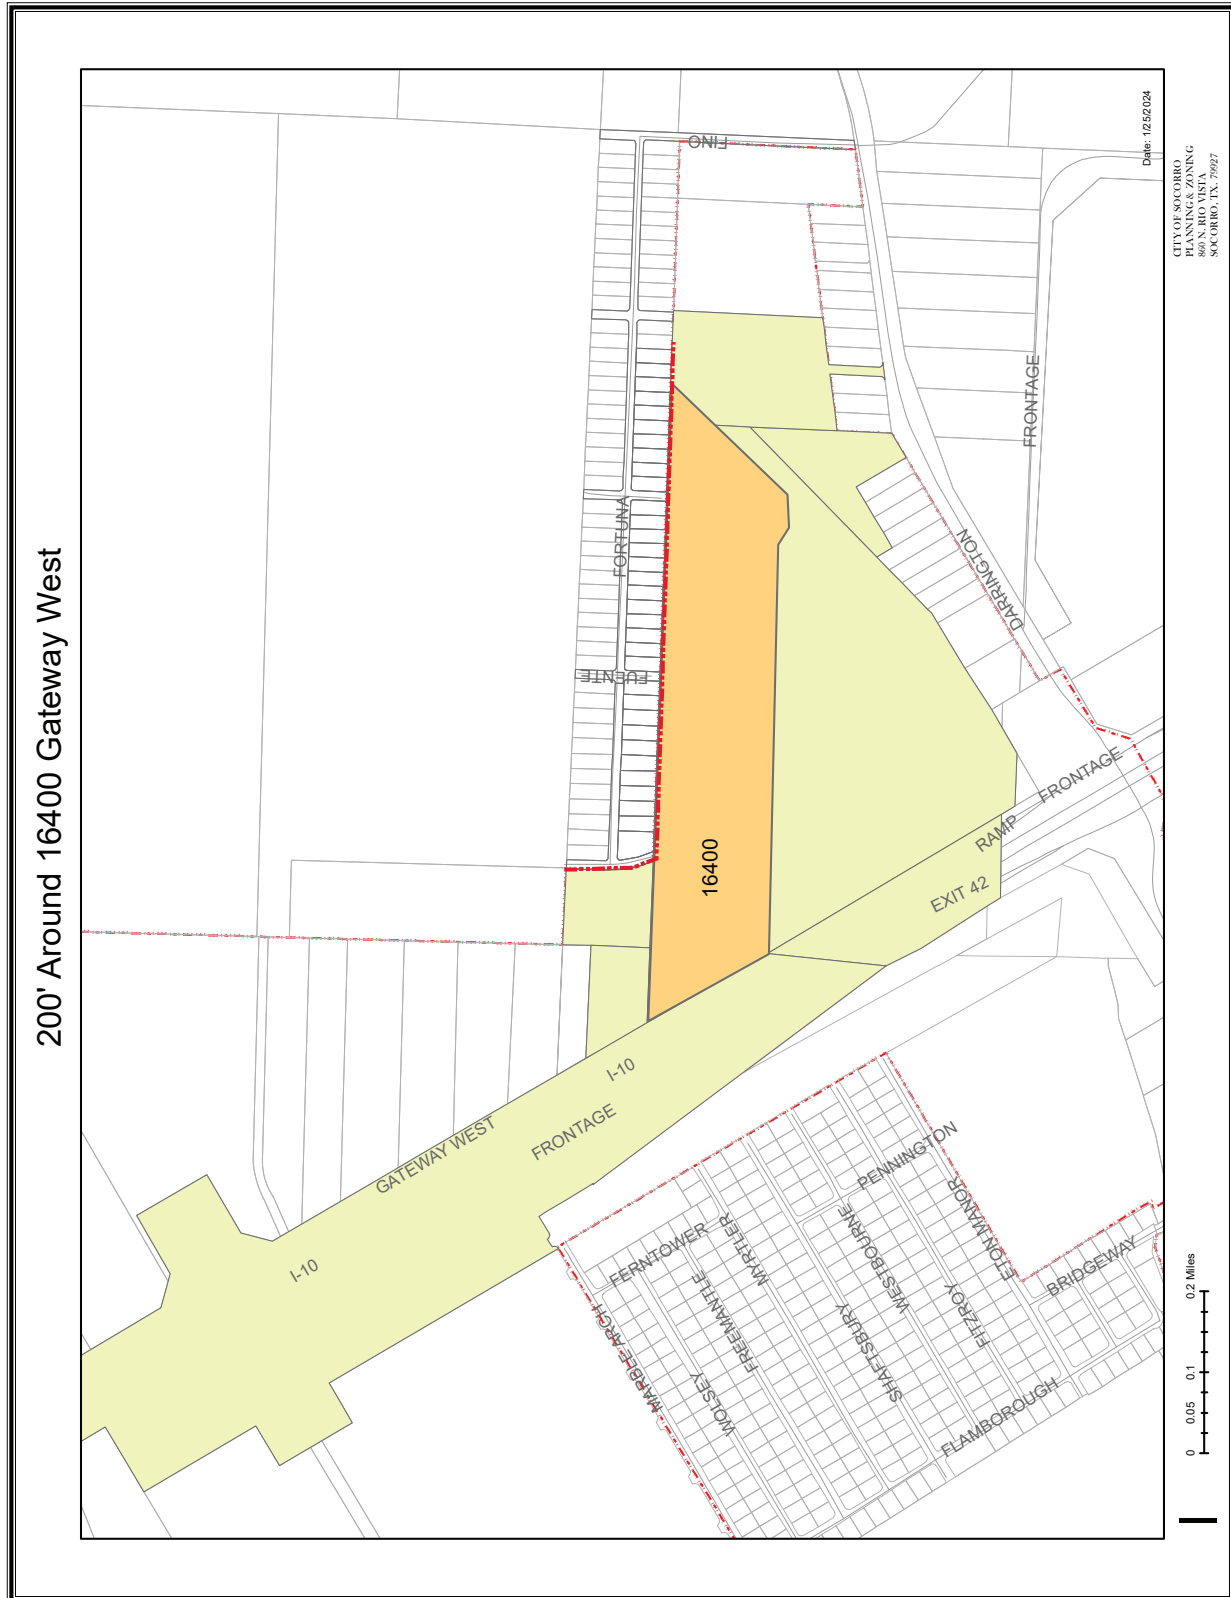 200' Around 16400 Gateway West
Date: 1/25/2024
FINO
FORTUNA
FUENTE
FRONTAGE
DARRINGTON
16400
FRONTAGE
RAMP
EXIT 42
I-10
GATEWAY WEST
FRONTAGE
I-10
PENNINGTON
FERNTOWER
MYRTLER
WESTBOURNE
ETON MANOR
FREEMANTLE
BRIDGEWAY
MARBLE ARCH
SHAFTSBURY
FITZROY
WOLSEY
FLAMBOROUGH
CITY OF SOCORRO
PLANNING & ZONING
860 N. RIO VISTA
SOCORRO, TX. 79927
0 0.05 0.1 0.2 Miles